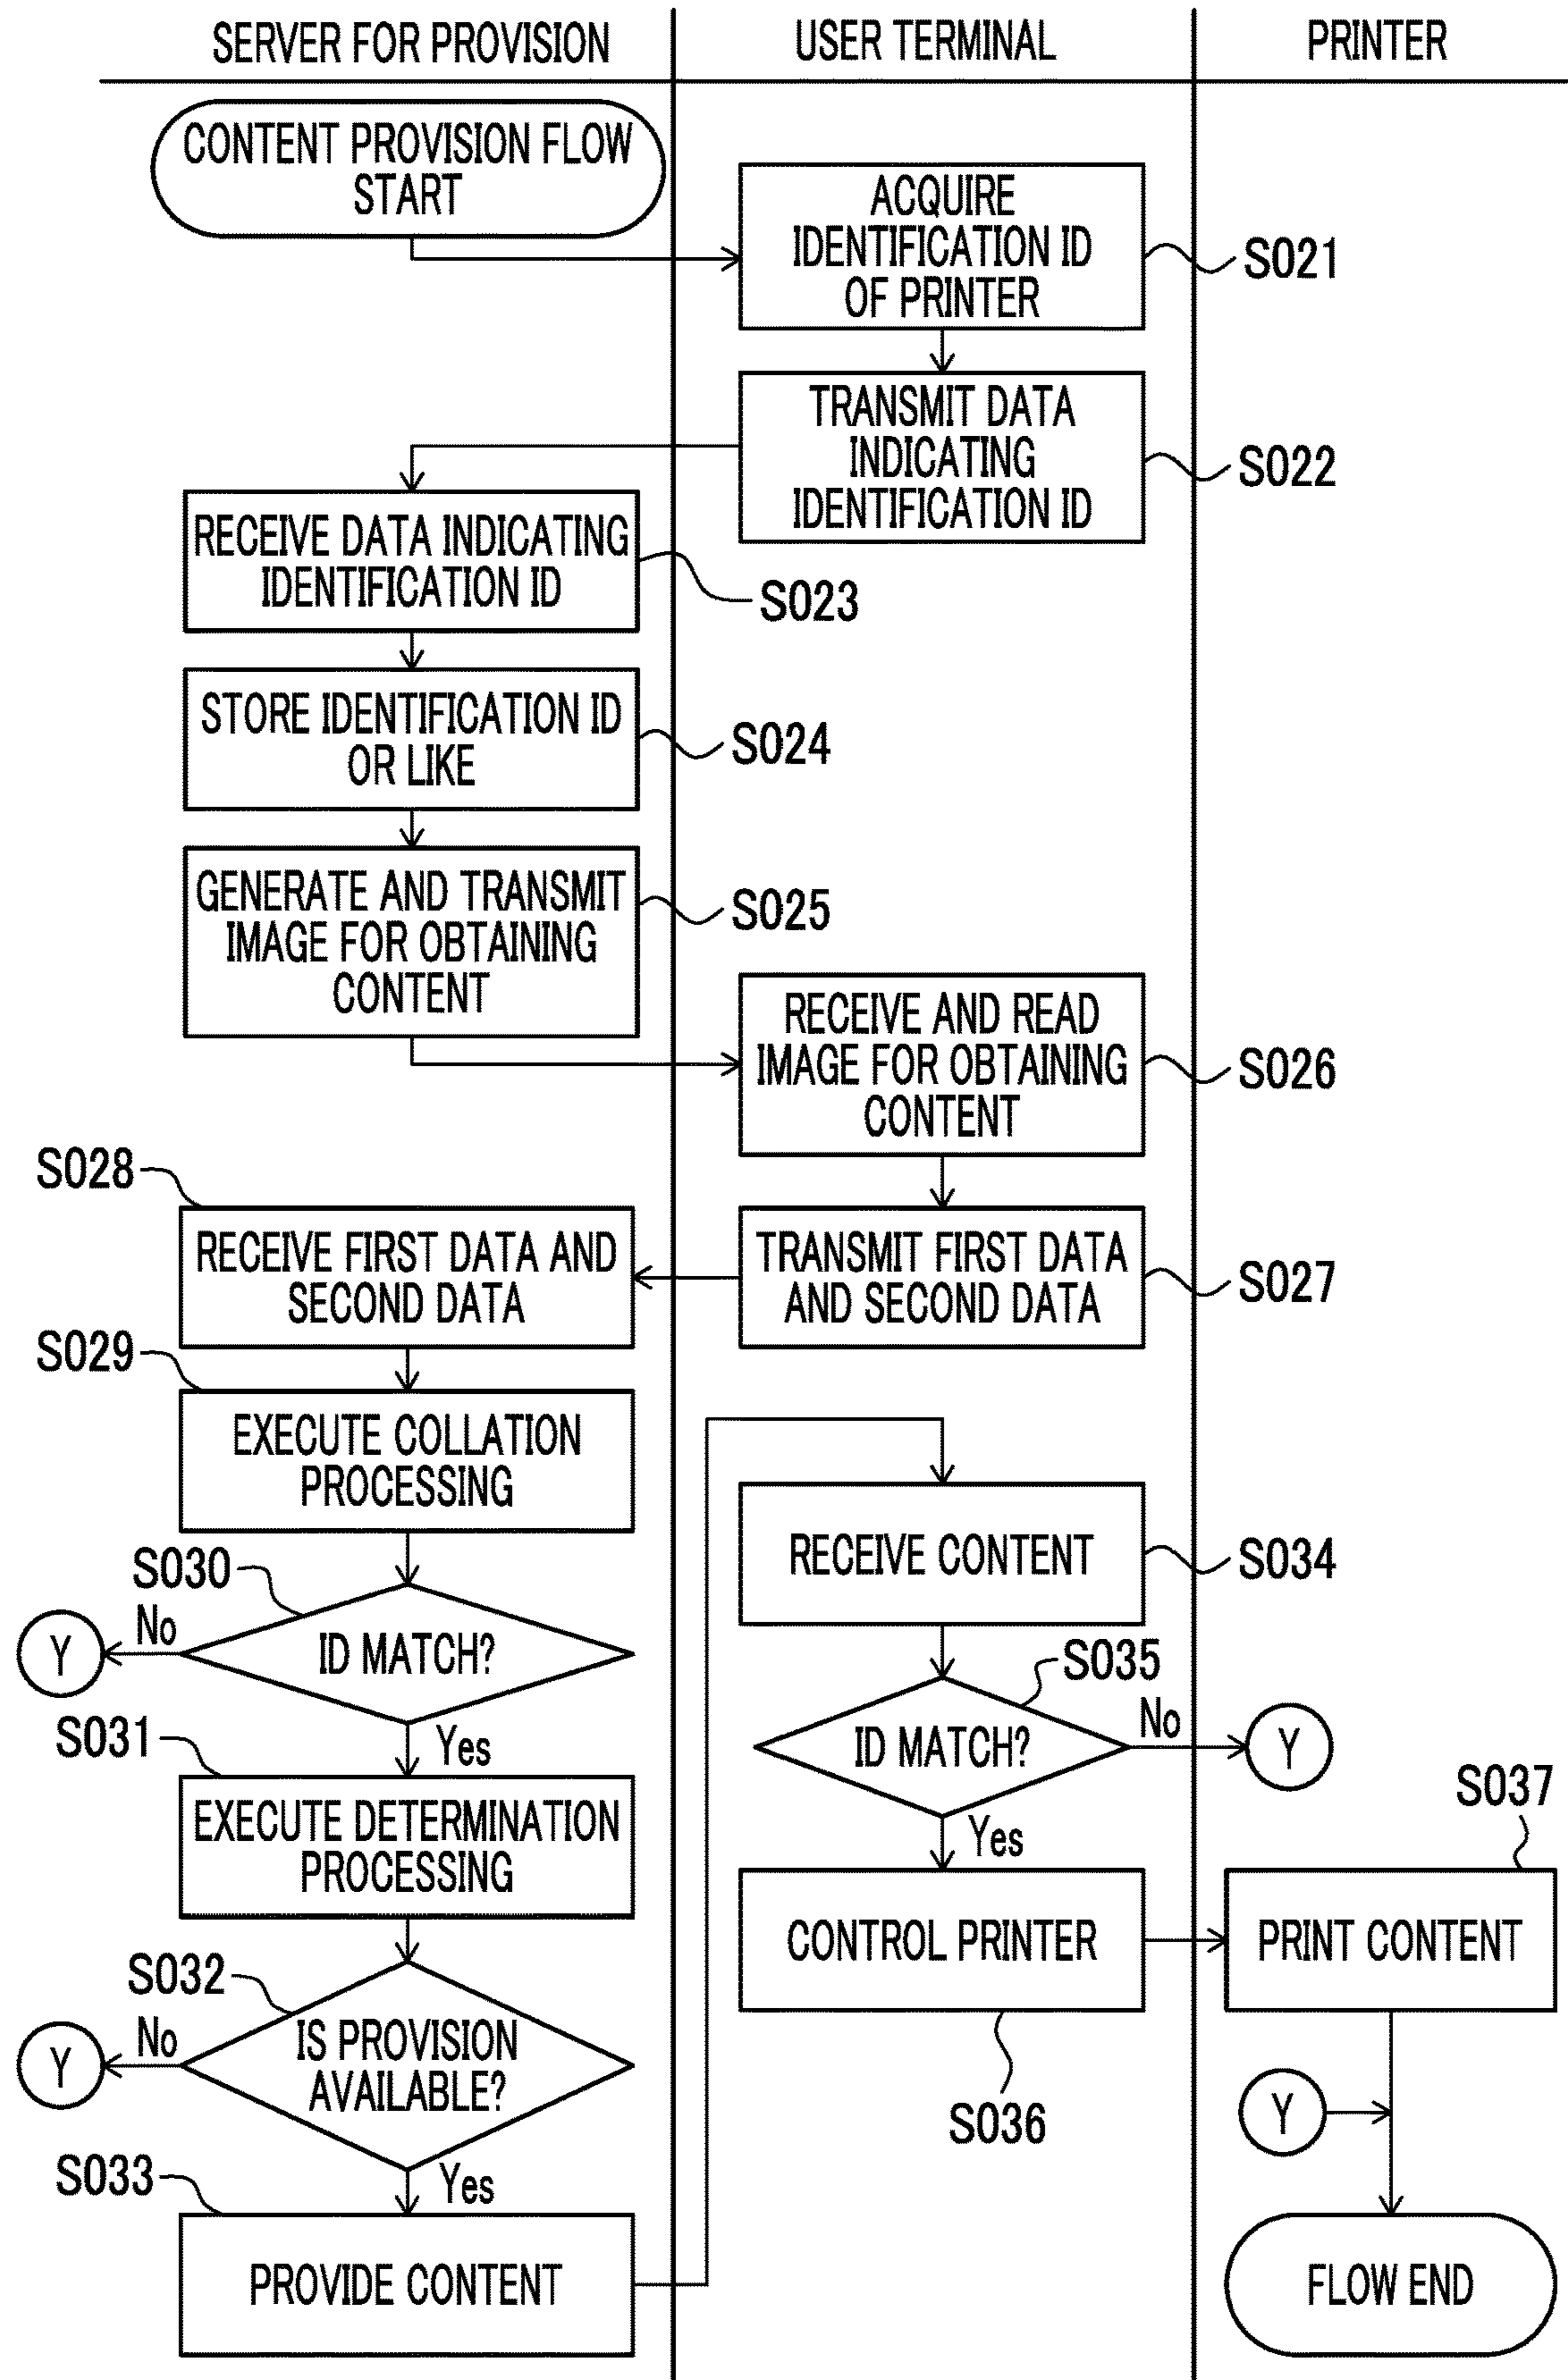 SERVER FOR PROVISION
USER TERMINAL
PRINTER
CONTENT PROVISION FLOW
START
ACQUIRE
IDENTIFICATION ID
OF PRINTER
S021
TRANSMIT DATA
INDICATING
IDENTIFICATION ID
S022
RECEIVE DATA INDICATING
IDENTIFICATION ID
S023
STORE IDENTIFICATION ID
OR LIKE
S024
GENERATE AND TRANSMIT
IMAGE FOR OBTAINING
CONTENT
S025
RECEIVE AND READ
IMAGE FOR OBTAINING
CONTENT
S026
S028
RECEIVE FIRST DATA AND
SECOND DATA
TRANSMIT FIRST DATA
AND SECOND DATA
S027
S029
EXECUTE COLLATION
PROCESSING
S030
Y
No
ID MATCH?
Yes
S031
EXECUTE DETERMINATION
PROCESSING
S032
Y
No
IS PROVISION
AVAILABLE?
Yes
S033
PROVIDE CONTENT
RECEIVE CONTENT
S034
S035
ID MATCH?
No
Y
Yes
CONTROL PRINTER
S036
S037
PRINT CONTENT
Y
FLOW END